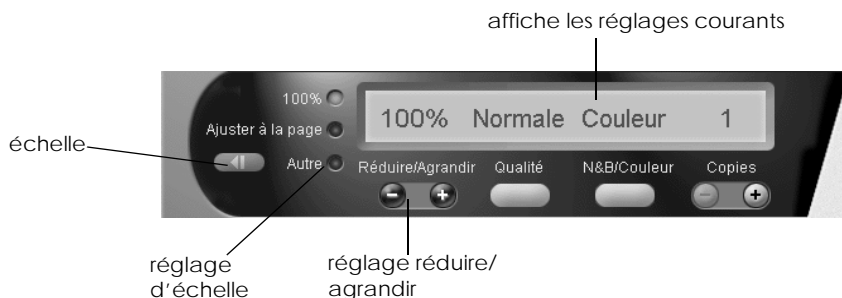 affiche les réglages courants
100%
Ajuster à la page
100% Normale Couleur 1
échelle
Autre
Réduire/Agrandir Qualité N&B/Couleur Copies
réglage d'échelle
réglage réduire/
agrandir